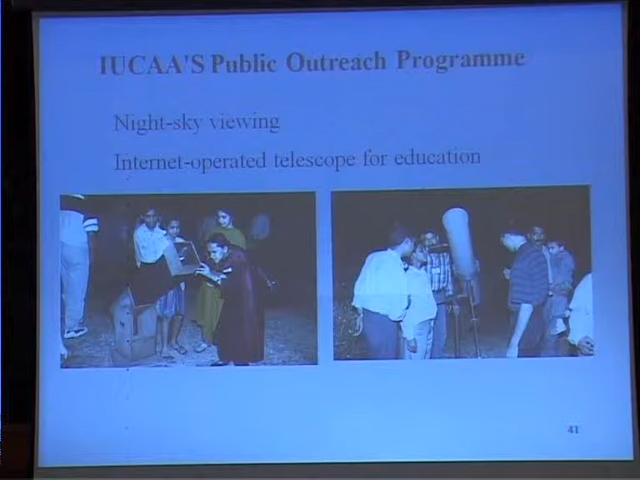 IUCAA'S Public Outreach Programme
Night-sky viewing
Internet-operated telescope for education
41